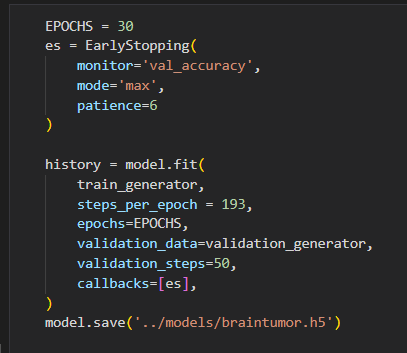 EPOCHS = 30
es = EarlyStopping(
    monitor='val_accuracy',
    mode='max',
    patience=6
)
history = model.fit(
    train_generator,
    steps_per_epoch = 193,
    epochs=EPOCHS,
    validation_data=validation_generator,
    validation_steps=50,
    callbacks=[es],
)
model.save('../models/braintumor.h5')